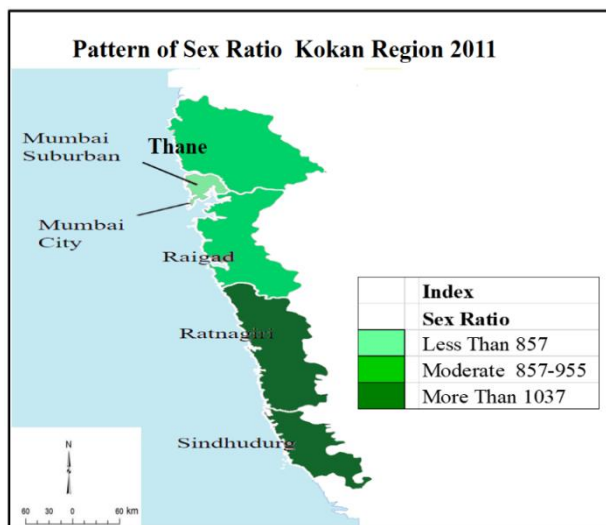 Pattern of Sex Ratio Kokan Region 2011
Mumbai
Suburban
Thane
Mumbai
City
Raigad
Ratnagiri
Sindhudurg
Index
Sex Ratio
Less Than 857
Moderate 857-955
More Than 1037
N
60 30 0 60 km